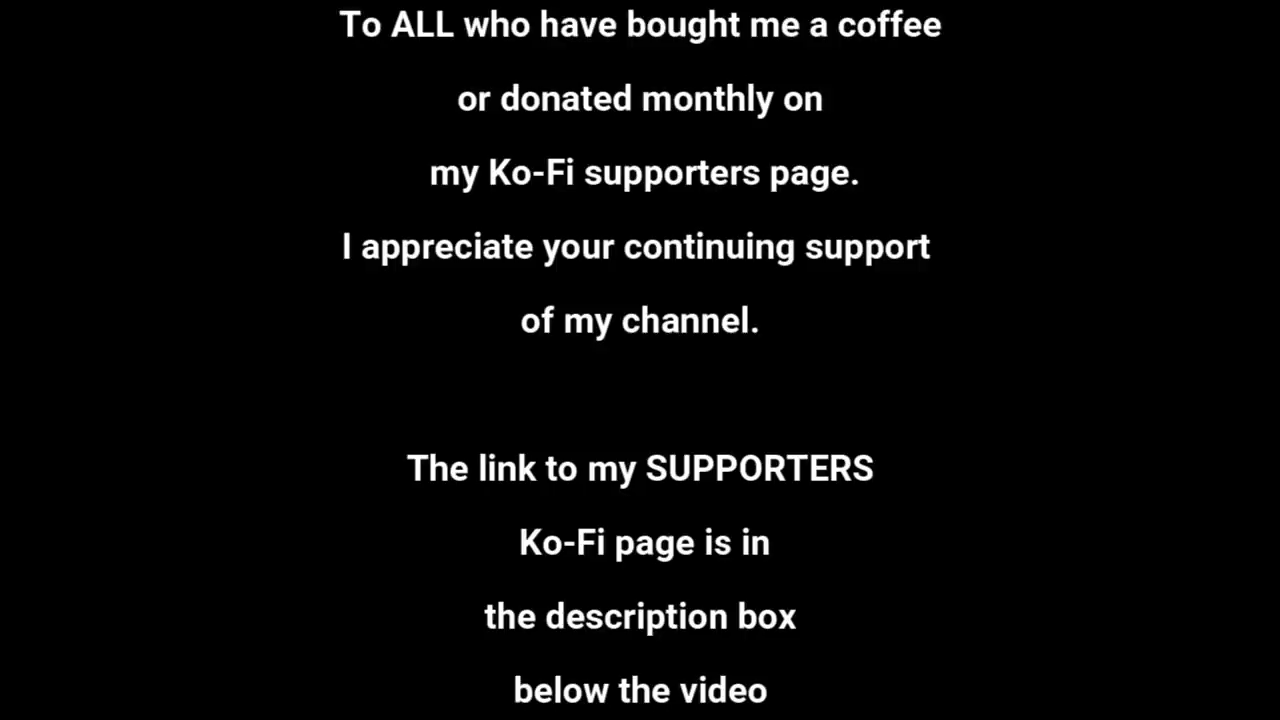 To ALL who have bought me a coffee
or donated monthly on
my Ko-Fi supporters page.
I appreciate your continuing support
of my channel.
The link to my SUPPORTERS
Ko-Fi page is in
the description box
below the video